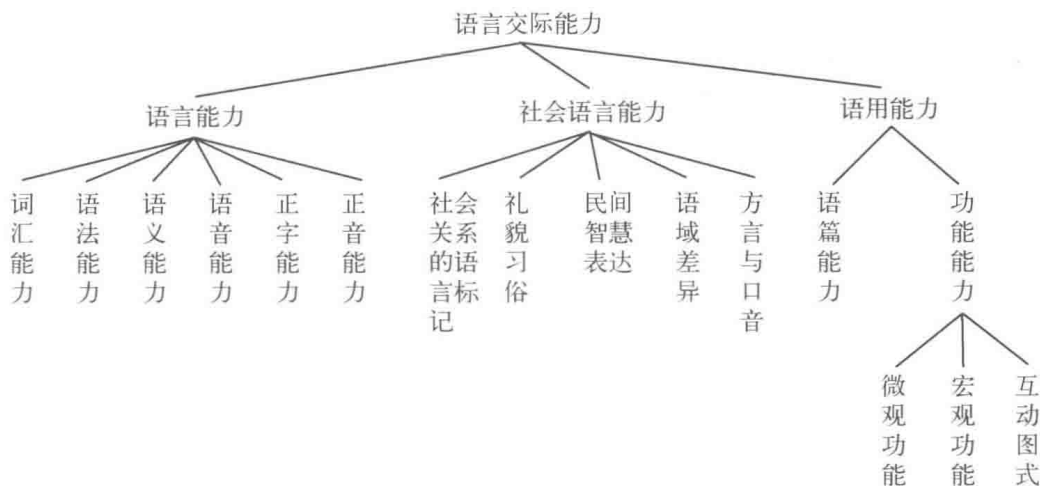 语言交际能力
语言能力
社会语言能力
语用能力
词汇能力
语法能力
语义能力
语音能力
正字能力
正音能力
社会关系的语言标记
礼貌习俗
民间智慧表达
语域差异
方言与口音
语篇能力
功能能力
微观功能
宏观功能
互动图式